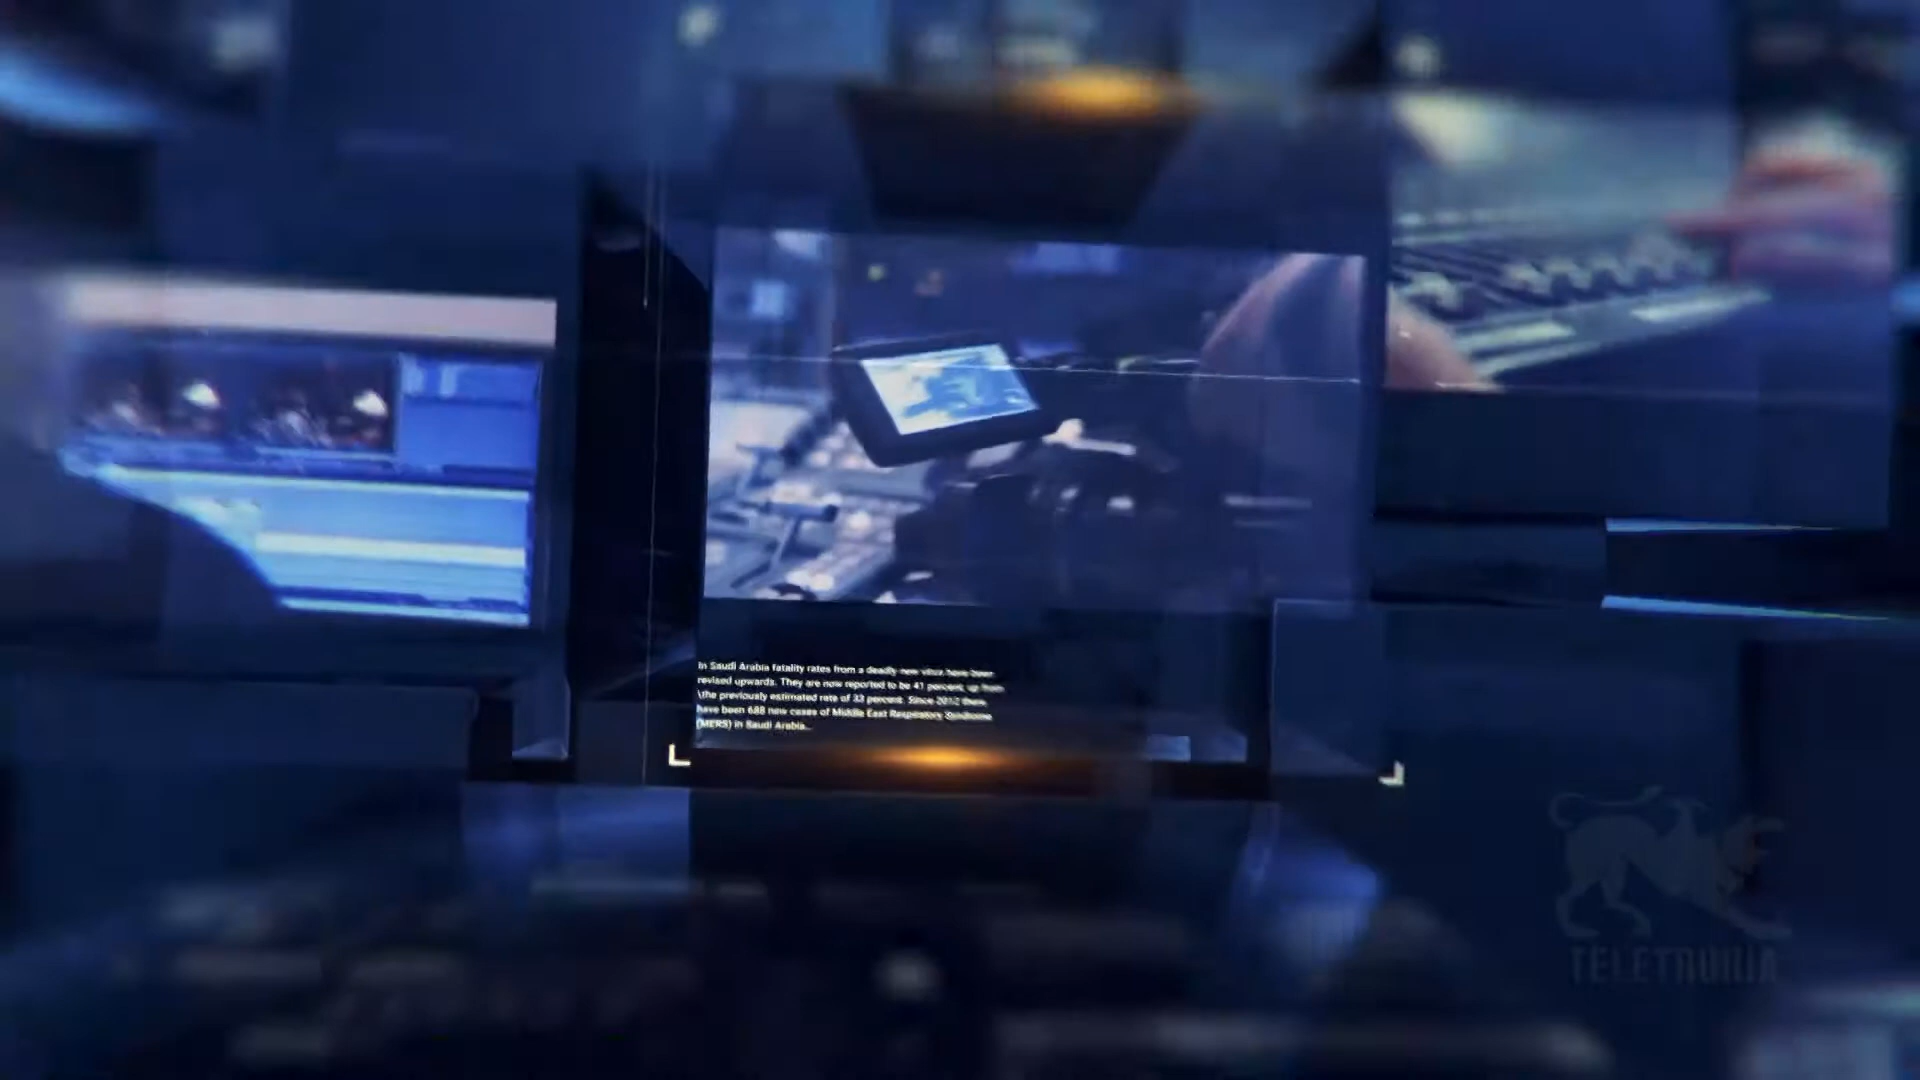 In Saudi Arabia fatality rates from a deadly new virus have been
revised upwards. They are now reported to be 41 percent, up from
\the previously estimated rate of 33 percent. Since 2012 there
have been 688 new cases of Middle East Respiratory Syndrome
(MERS) in Saudi Arabia...
TELETRURIA